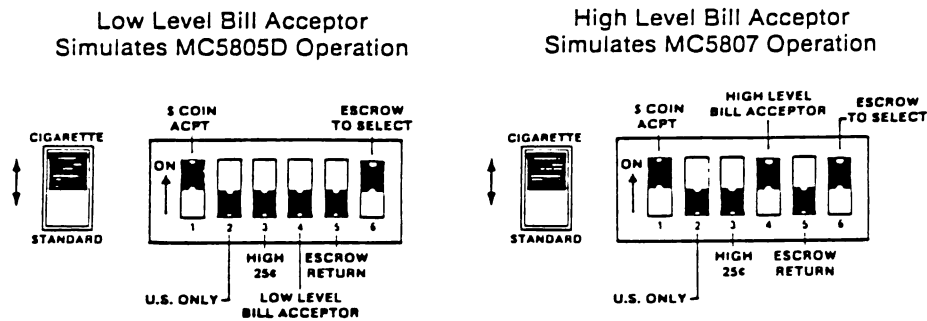 Low Level Bill Acceptor
Simulates MC5805D Operation
$ COIN
ACPT
ESCROW
TO SELECT
CIGARETTE
STANDARD
ON
1
2
3
4
5
6
HIGH
25¢
ESCROW
RETURN
U.S. ONLY
LOW LEVEL
BILL ACCEPTOR
High Level Bill Acceptor
Simulates MC5807 Operation
$ COIN
ACPT
HIGH LEVEL
BILL ACCEPTOR
ESCROW
TO SELECT
CIGARETTE
STANDARD
ON
1
2
3
4
5
6
HIGH
25¢
ESCROW
RETURN
U.S. ONLY